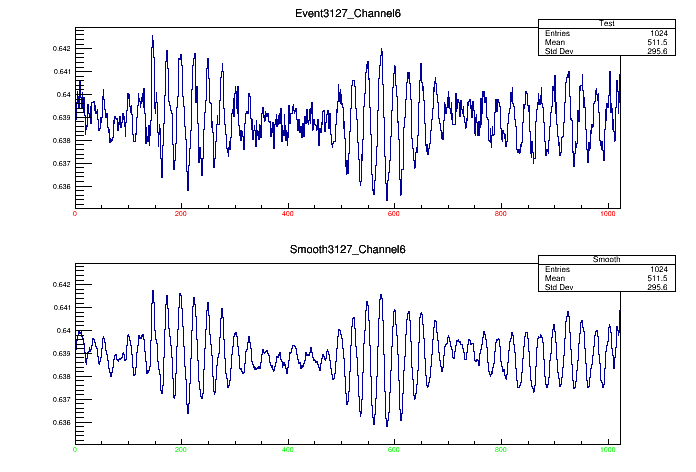 Event3127_Channel6
Test
Entries 1024
Mean 511.5
Std Dev 295.6
0.642
0.641
0.64
0.639
0.638
0.637
0.636
0 200 400 600 800 1000
Smooth3127_Channel6
Smooth
Entries 1024
Mean 511.5
Std Dev 295.6
0.642
0.641
0.64
0.639
0.638
0.637
0.636
0 200 400 600 800 1000